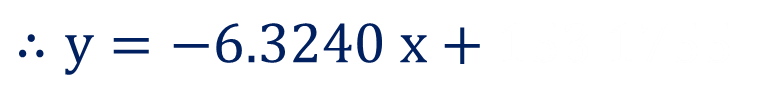 ∴ y = −6.3240 x +